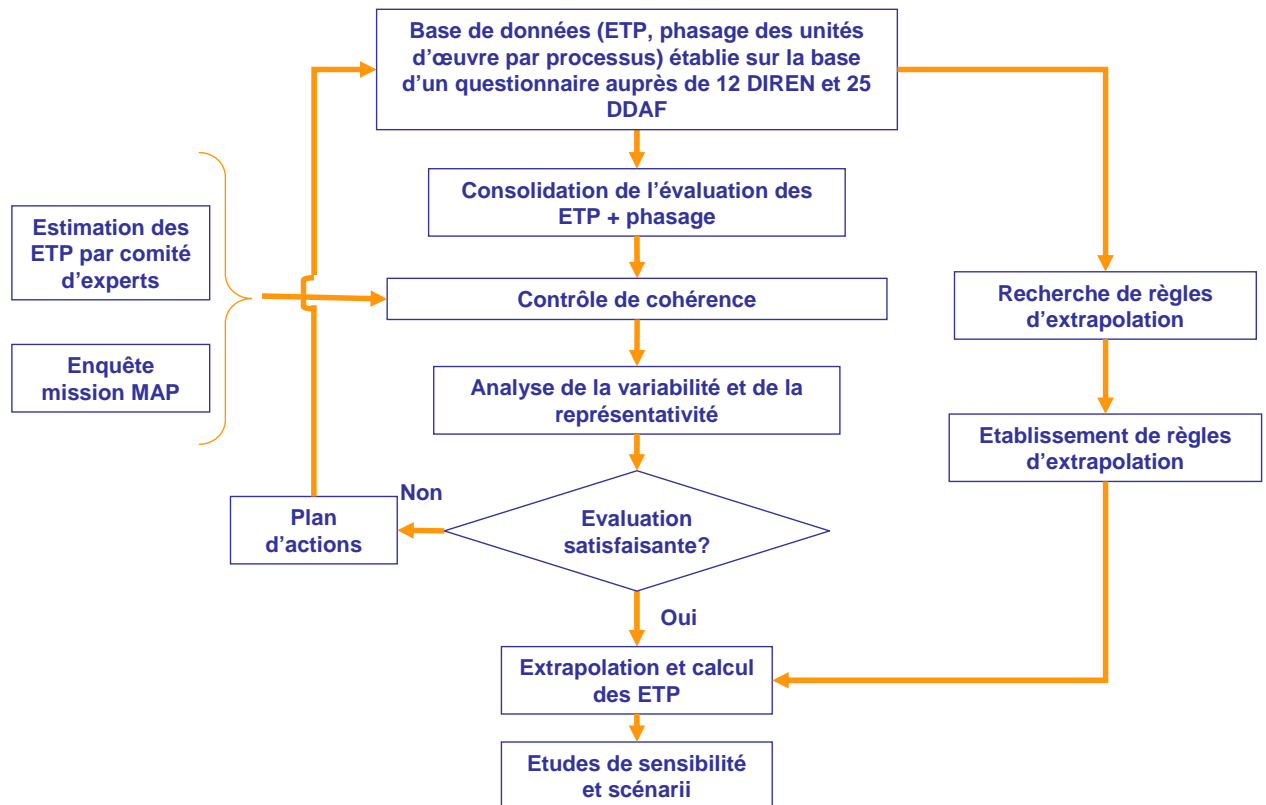 Base de données (ETP, phasage des unités
d’œuvre par processus) établie sur la base
d’un questionnaire auprès de 12 DIREN et 25
DDAF
Consolidation de l’évaluation des
ETP + phasage
Estimation des
ETP par comité
d’experts
Contrôle de cohérence
Recherche de règles
d’extrapolation
Enquête
mission MAP
Analyse de la variabilité et de la
représentativité
Etablissement de règles
d’extrapolation
Non
Plan
d’actions
Evaluation
satisfaisante?
Oui
Extrapolation et calcul
des ETP
Etudes de sensibilité
et scénarii